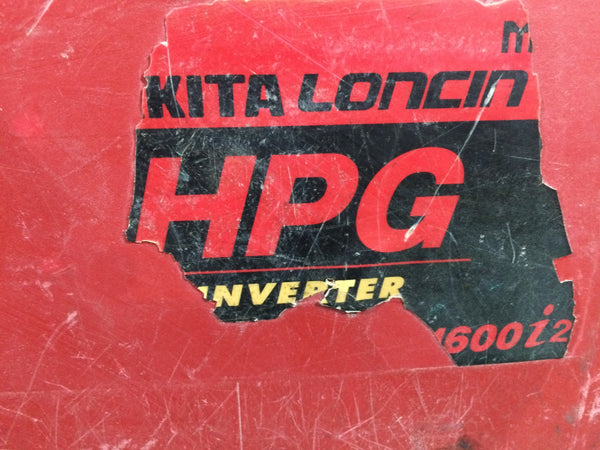 m
KITA LONCIN
HPG
INVERTER
1600i2